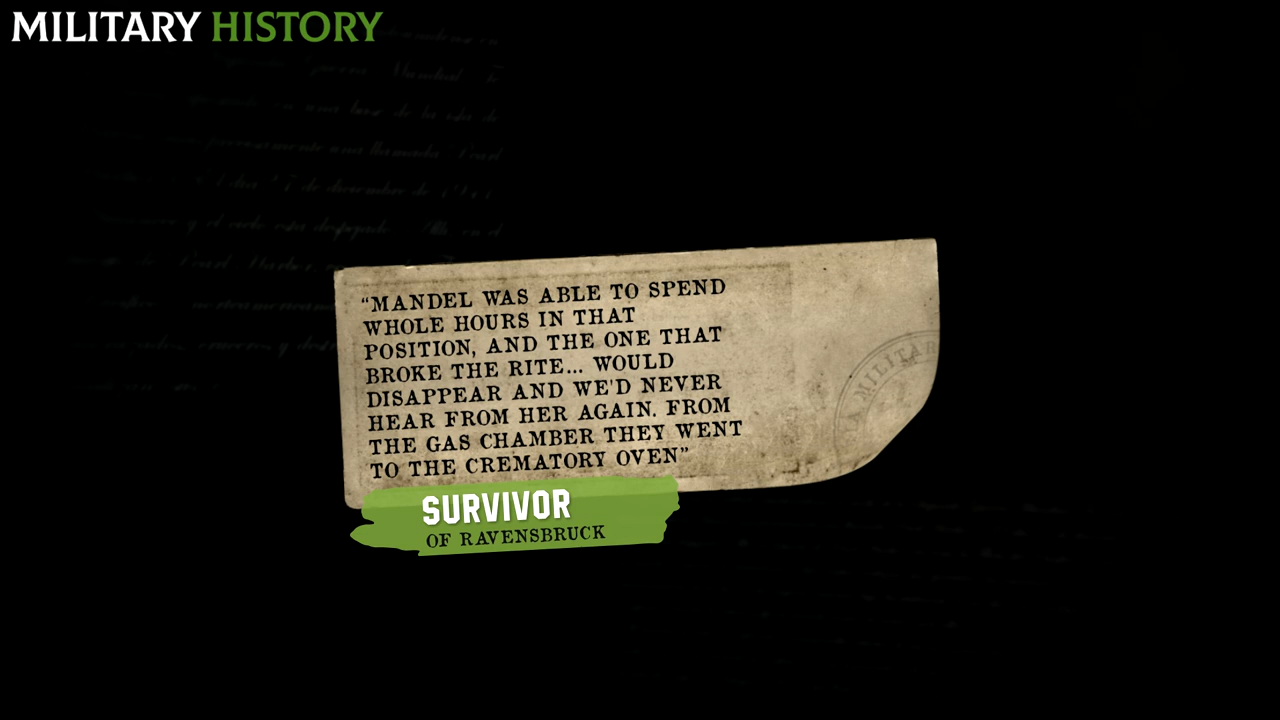 MILITARY HISTORY
“MANDEL WAS ABLE TO SPEND
WHOLE HOURS IN THAT
POSITION, AND THE ONE THAT
BROKE THE RITE... WOULD
DISAPPEAR AND WE'D NEVER
HEAR FROM HER AGAIN. FROM
THE GAS CHAMBER THEY WENT
TO THE CREMATORY OVEN”
LA MILITAR
SURVIVOR
OF RAVENSBRUCK